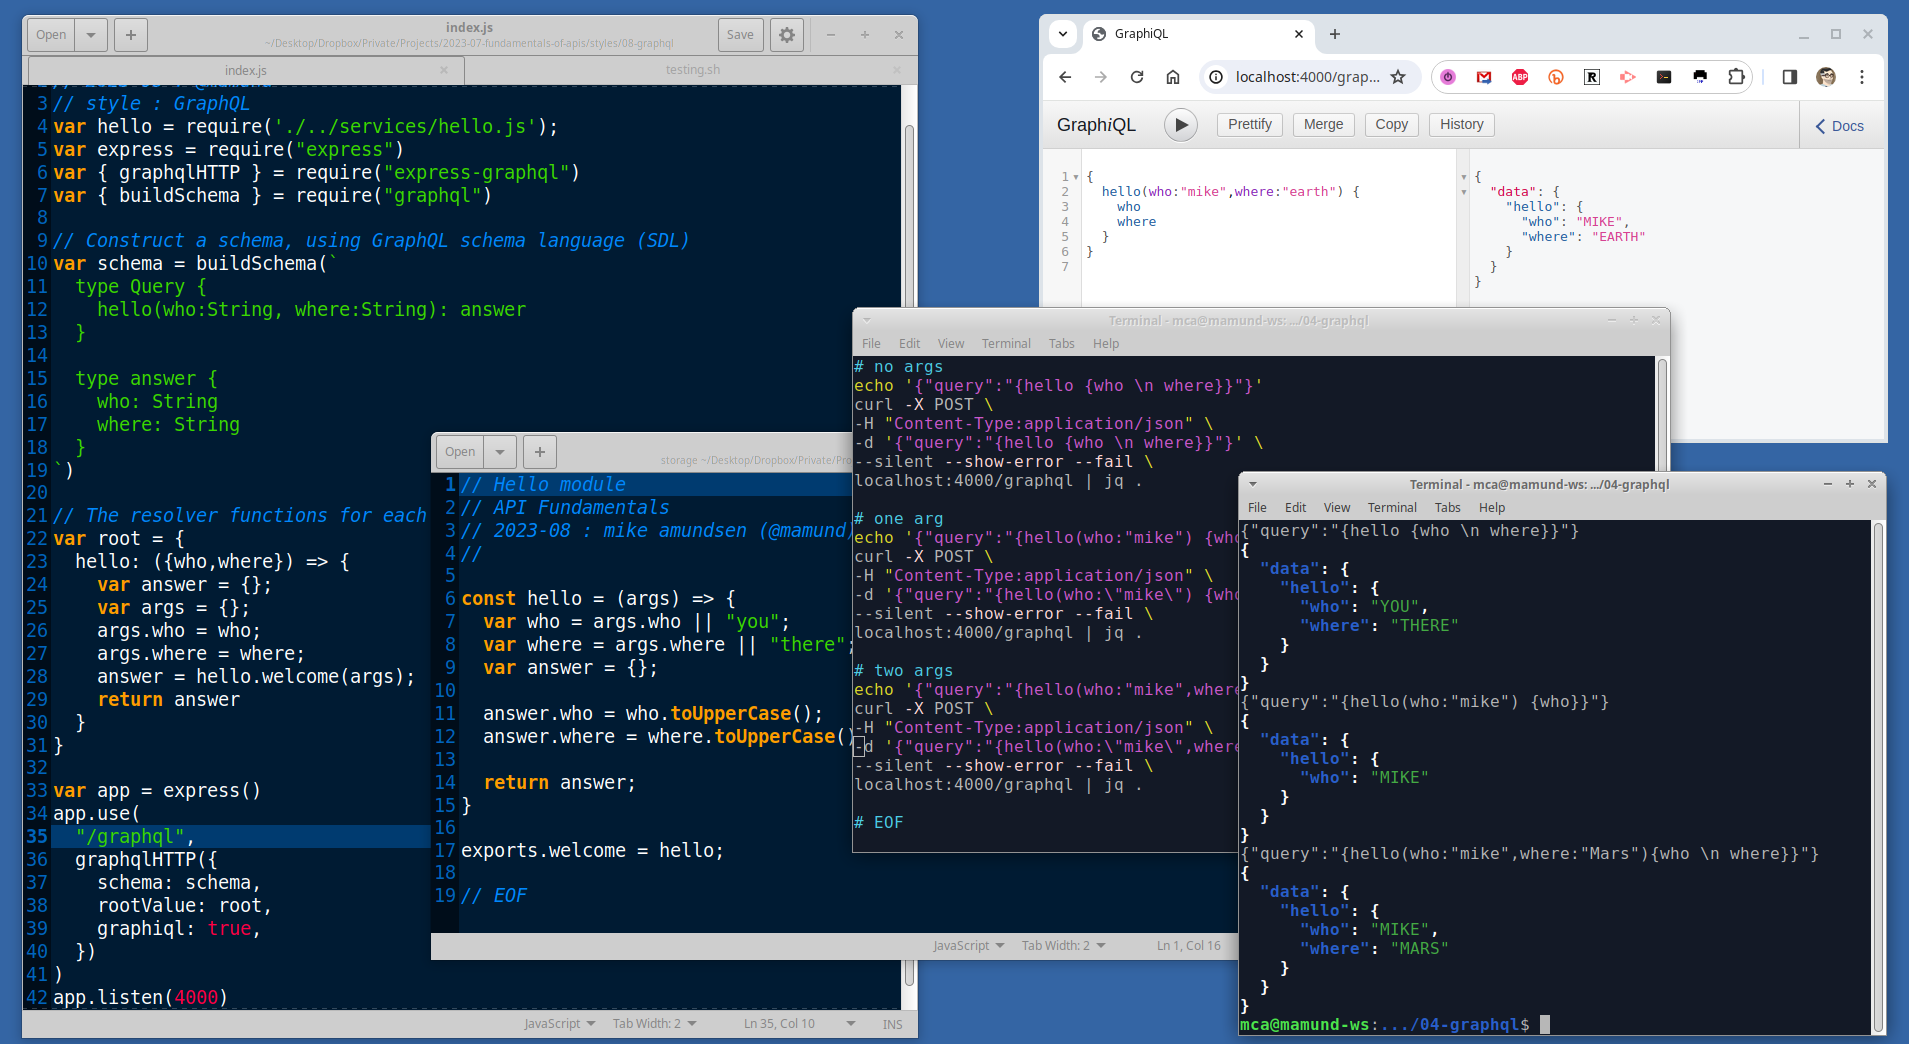 Open
index.js
~/Desktop/Dropbox/Private/Projects/2023-07-fundamentals-of-apis/styles/08-graphql
Save
index.js
testing.sh
3 // style : GraphQL
4 var hello = require('./../services/hello.js');
5 var express = require("express")
6 var { graphqlHTTP } = require("express-graphql")
7 var { buildSchema } = require("graphql")
8
9 // Construct a schema, using GraphQL schema language (SDL)
10 var schema = buildSchema(`
11   type Query {
12     hello(who:String, where:String): answer
13   }
14
15   type answer {
16     who: String
17     where: String
18   }
19 `)
20
21 // The resolver functions for each
22 var root = {
23   hello: ({who,where}) => {
24     var answer = {};
25     var args = {};
26     args.who = who;
27     args.where = where;
28     answer = hello.welcome(args);
29     return answer
30   }
31 }
32
33 var app = express()
34 app.use(
35   "/graphql",
36   graphqlHTTP({
37     schema: schema,
38     rootValue: root,
39     graphiql: true,
40   })
41 )
42 app.listen(4000)
JavaScript Tab Width: 2 Ln 35, Col 10 INS
Open
storage ~/Desktop/Dropbox/Private/Pro
1 // Hello module
2 // API Fundamentals
3 // 2023-08 : mike amundsen (@mamund)
4 //
5
6 const hello = (args) => {
7   var who = args.who || "you";
8   var where = args.where || "there";
9   var answer = {};
10
11   answer.who = who.toUpperCase();
12   answer.where = where.toUpperCase()
13
14   return answer;
15 }
16
17 exports.welcome = hello;
18
19 // EOF
JavaScript Tab Width: 2 Ln 1, Col 16
GraphiQL
localhost:4000/grap...
ABP
R
GraphiQL Prettify Merge Copy History Docs
1 {
2   hello(who:"mike",where:"earth") {
3     who
4     where
5   }
6 }
7
{
  "data": {
    "hello": {
      "who": "MIKE",
      "where": "EARTH"
    }
  }
}
Terminal - mca@mamund-ws: .../04-graphql
File Edit View Terminal Tabs Help
# no args
echo '{"query":"{hello {who \n where}}"}'
curl -X POST \
-H "Content-Type:application/json" \
-d '{"query":"{hello {who \n where}}"}' \
--silent --show-error --fail \
localhost:4000/graphql | jq .
# one arg
echo '{"query":"{hello(who:"mike") {who
curl -X POST \
-H "Content-Type:application/json" \
-d '{"query":"{hello(who:\"mike\") {who
--silent --show-error --fail \
localhost:4000/graphql | jq .
# two args
echo '{"query":"{hello(who:"mike",where
curl -X POST \
-H "Content-Type:application/json" \
-d '{"query":"{hello(who:\"mike\",where
--silent --show-error --fail \
localhost:4000/graphql | jq .
# EOF
Terminal - mca@mamund-ws: .../04-graphql
File Edit View Terminal Tabs Help
{"query":"{hello {who \n where}}"}
{
  "data": {
    "hello": {
      "who": "YOU",
      "where": "THERE"
    }
  }
}
{"query":"{hello(who:"mike") {who}}"}
{
  "data": {
    "hello": {
      "who": "MIKE"
    }
  }
}
{"query":"{hello(who:"mike",where:"Mars"){who \n where}}"}
{
  "data": {
    "hello": {
      "who": "MIKE",
      "where": "MARS"
    }
  }
}
mca@mamund-ws:.../04-graphql$